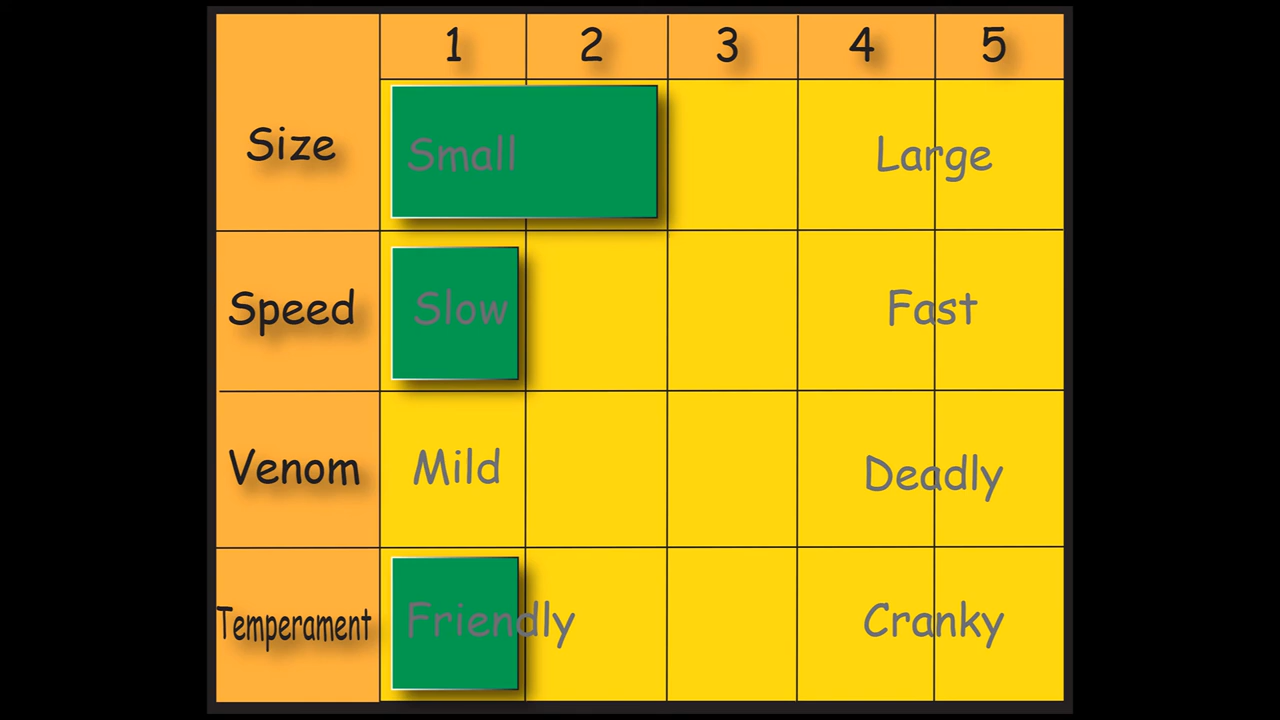 1 2 3 4 5
Size Small Large
Speed Slow Fast
Venom Mild Deadly
Temperament Friendly Cranky